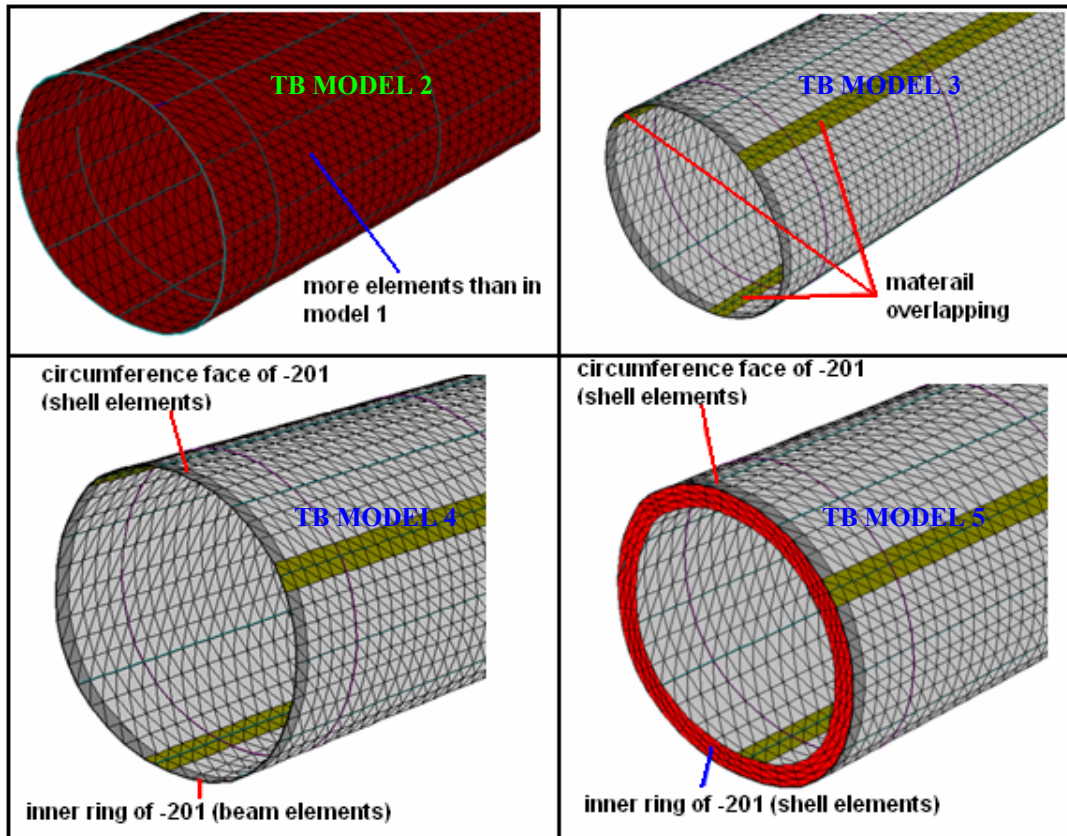 TB MODEL 2
more elements than in
model 1
TB MODEL 3
materail
overlapping
circumference face of -201
(shell elements)
TB MODEL 4
inner ring of -201 (beam elements)
circumference face of -201
(shell elements)
TB MODEL 5
inner ring of -201 (shell elements)